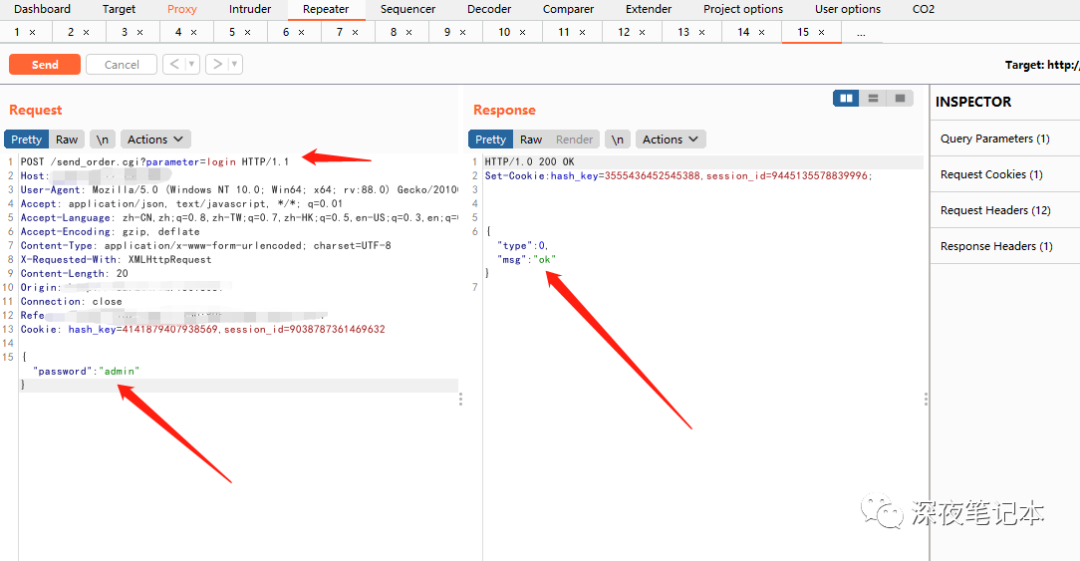 Dashboard Target Proxy Intruder Repeater Sequencer Decoder Comparer Extender Project options User options CO2
1 × 2 × 3 × 4 × 5 × 6 × 7 × 8 × 9 × 10 × 11 × 12 × 13 × 14 × 15 × ...
Send Cancel < ▼ > ▼ Target: http:/
Request
Pretty Raw \n Actions
1 POST /send_order.cgi?parameter=login HTTP/1.1
2 Host:
3 User-Agent: Mozilla/5.0 (Windows NT 10.0; Win64; x64; rv:88.0) Gecko/2010
4 Accept: application/json, text/javascript, */*; q=0.01
5 Accept-Language: zh-CN,zh;q=0.8,zh-TW;q=0.7,zh-HK;q=0.5,en-US;q=0.3,en;q=
6 Accept-Encoding: gzip, deflate
7 Content-Type: application/x-www-form-urlencoded; charset=UTF-8
8 X-Requested-With: XMLHttpRequest
9 Content-Length: 20
10 Origin:
11 Connection: close
12 Refe
13 Cookie: hash_key=4141879407938569,session_id=9038787361469632
14
15 {
"password":"admin"
}
Response
Pretty Raw Render \n Actions
1 HTTP/1.0 200 OK
2 Set-Cookie:hash_key=3555436452545388,session_id=9445135578839996;
3
4
5
6 {
"type":0,
"msg":"ok"
}
7
INSPECTOR
Query Parameters (1)
Request Cookies (1)
Request Headers (12)
Response Headers (1)
深夜笔记本